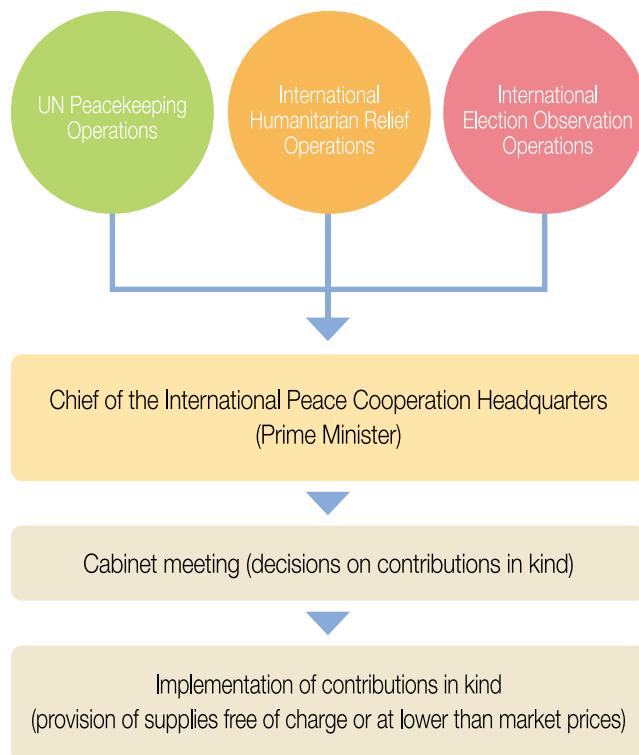 UN Peacekeeping
Operations
International
Humanitarian Relief
Operations
International
Election Observation
Operations
Chief of the International Peace Cooperation Headquarters
(Prime Minister)
Cabinet meeting (decisions on contributions in kind)
Implementation of contributions in kind
(provision of supplies free of charge or at lower than market prices)